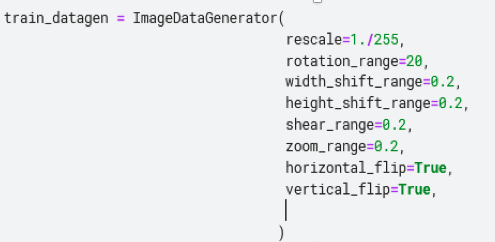 train_datagen = ImageDataGenerator(
rescale=1./255,
rotation_range=20,
width_shift_range=0.2,
height_shift_range=0.2,
shear_range=0.2,
zoom_range=0.2,
horizontal_flip=True,
vertical_flip=True,
)